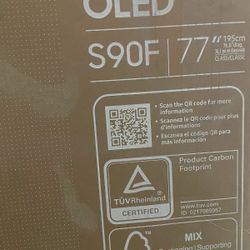 OLED
S90F 77" 195cm
Scan the QR code for more
information
Scannez le code QR pour plus
d'informations
Escanea el código QR para
más información
Product Carbon
Footprint
TÜVRheinland
CERTIFIED
www.tuv.com
ID 0217009957
MIX